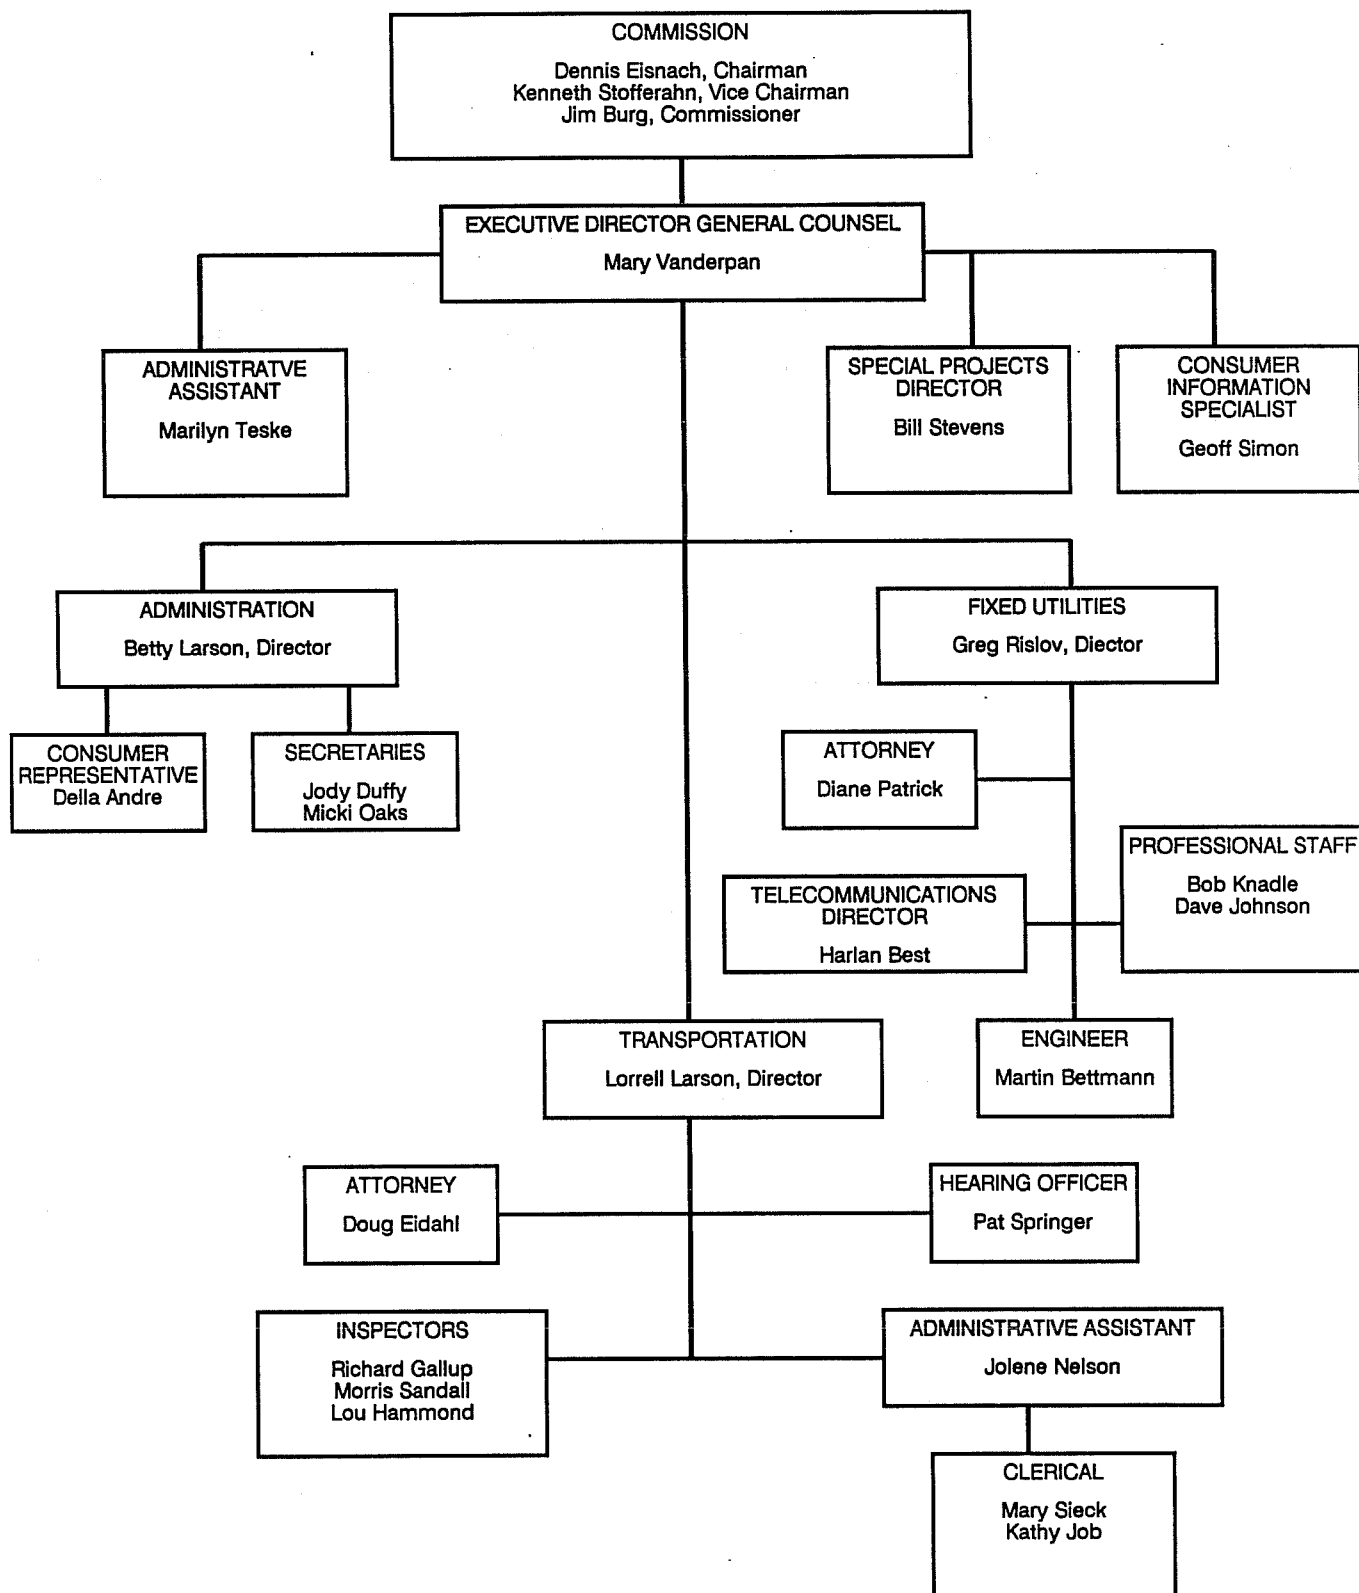 COMMISSION
Dennis Eisnach, Chairman
Kenneth Stofferahn, Vice Chairman
Jim Burg, Commissioner
EXECUTIVE DIRECTOR GENERAL COUNSEL
Mary Vanderpan
ADMINISTRATVE
ASSISTANT
Marilyn Teske
SPECIAL PROJECTS
DIRECTOR
Bill Stevens
CONSUMER
INFORMATION
SPECIALIST
Geoff Simon
ADMINISTRATION
Betty Larson, Director
FIXED UTILITIES
Greg Rislov, Diector
CONSUMER
REPRESENTATIVE
Della Andre
SECRETARIES
Jody Duffy
Micki Oaks
ATTORNEY
Diane Patrick
PROFESSIONAL STAFF
Bob Knadle
Dave Johnson
TELECOMMUNICATIONS
DIRECTOR
Harlan Best
TRANSPORTATION
Lorrell Larson, Director
ENGINEER
Martin Bettmann
ATTORNEY
Doug Eidahl
HEARING OFFICER
Pat Springer
INSPECTORS
Richard Gallup
Morris Sandall
Lou Hammond
ADMINISTRATIVE ASSISTANT
Jolene Nelson
CLERICAL
Mary Sieck
Kathy Job